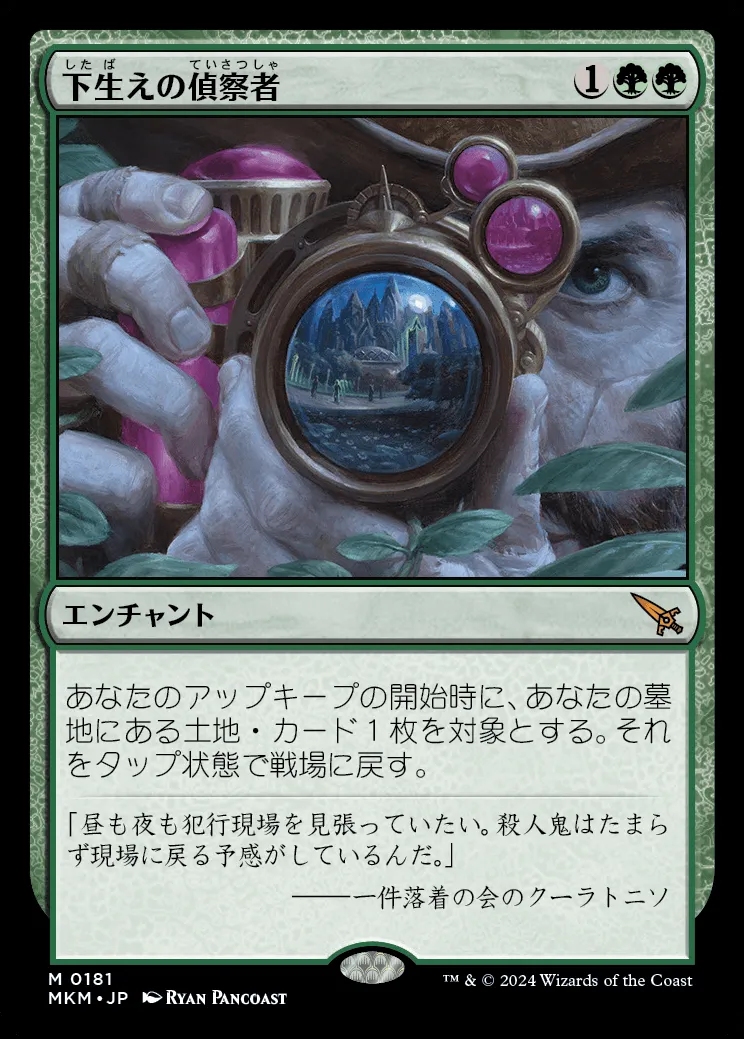 したば ていさつしゃ
下生えの偵察者 1
エンチャント
あなたのアップキープの開始時に、あなたの墓
地にある土地・カード1枚を対象とする。それ
をタップ状態で戦場に戻す。
「昼も夜も犯行現場を見張っていたい。殺人鬼はたまら
ず現場に戻る予感がしているんだ。」
――一件落着の会のクーラトニソ
M 0181
MKM • JP RYAN PANCOAST
™ & © 2024 Wizards of the Coast